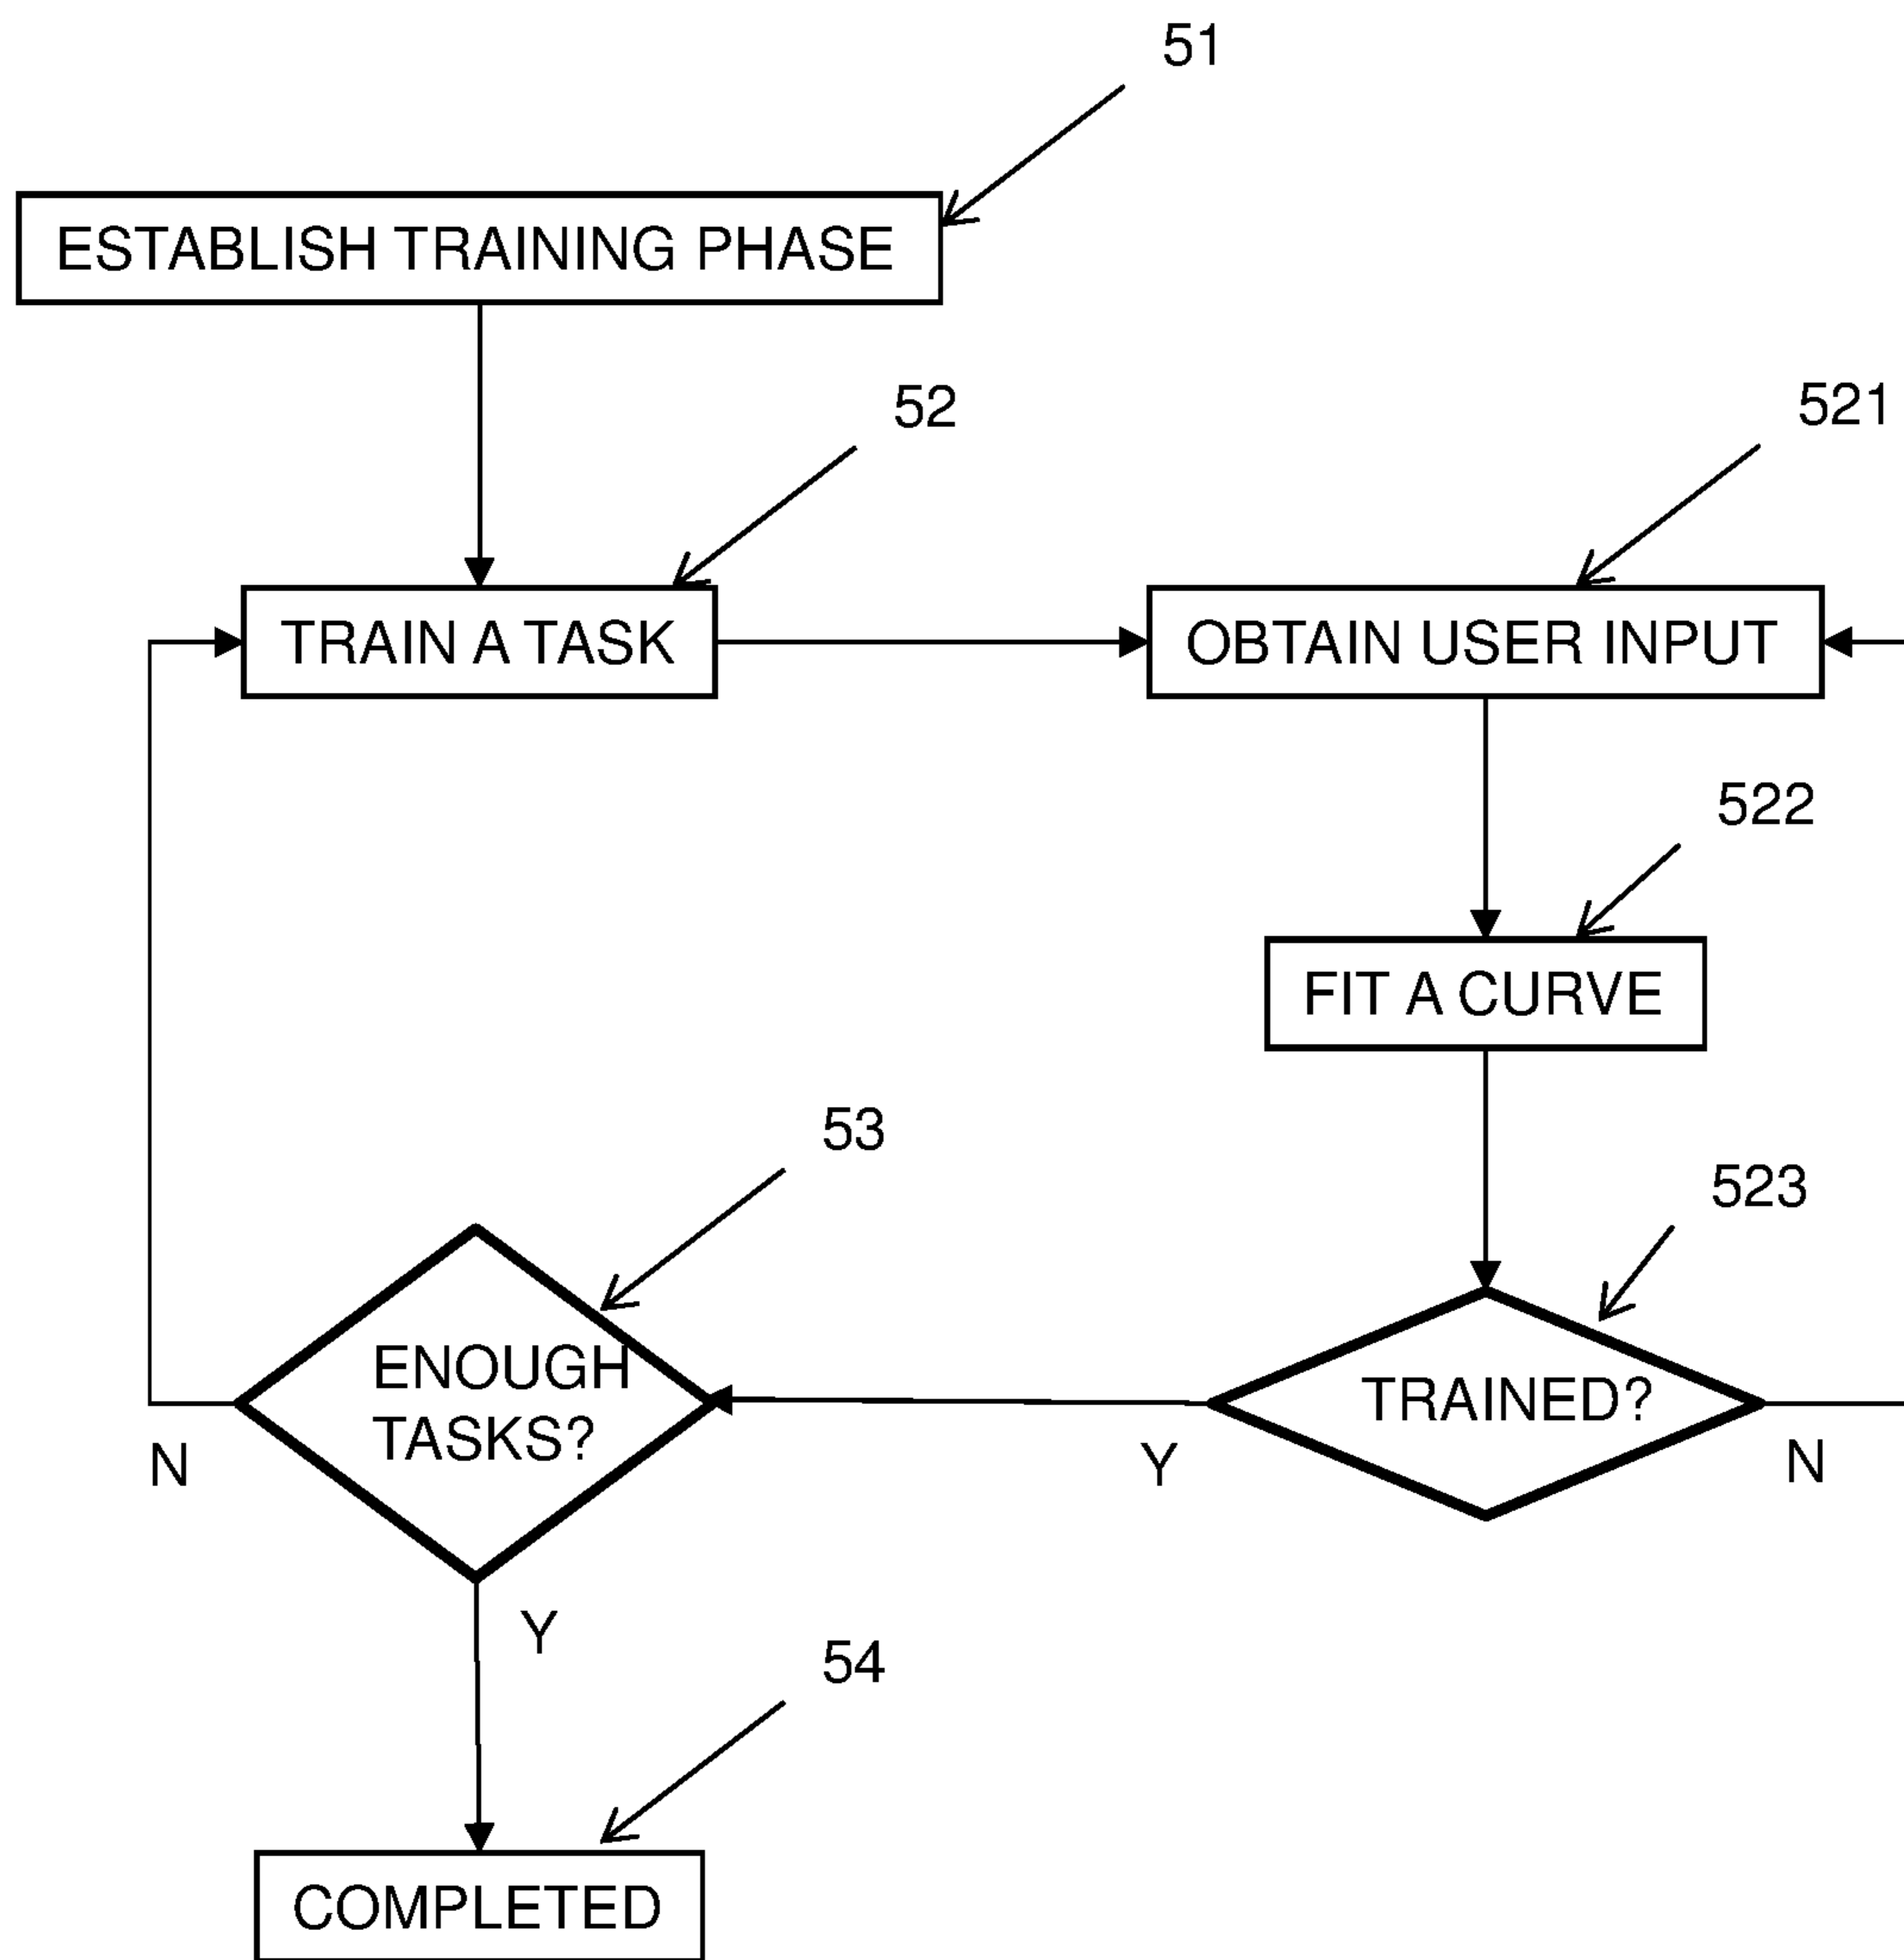 51
ESTABLISH TRAINING PHASE
52
521
TRAIN A TASK
OBTAIN USER INPUT
522
FIT A CURVE
53
523
ENOUGH
TASKS?
TRAINED?
N
Y
N
Y
54
COMPLETED